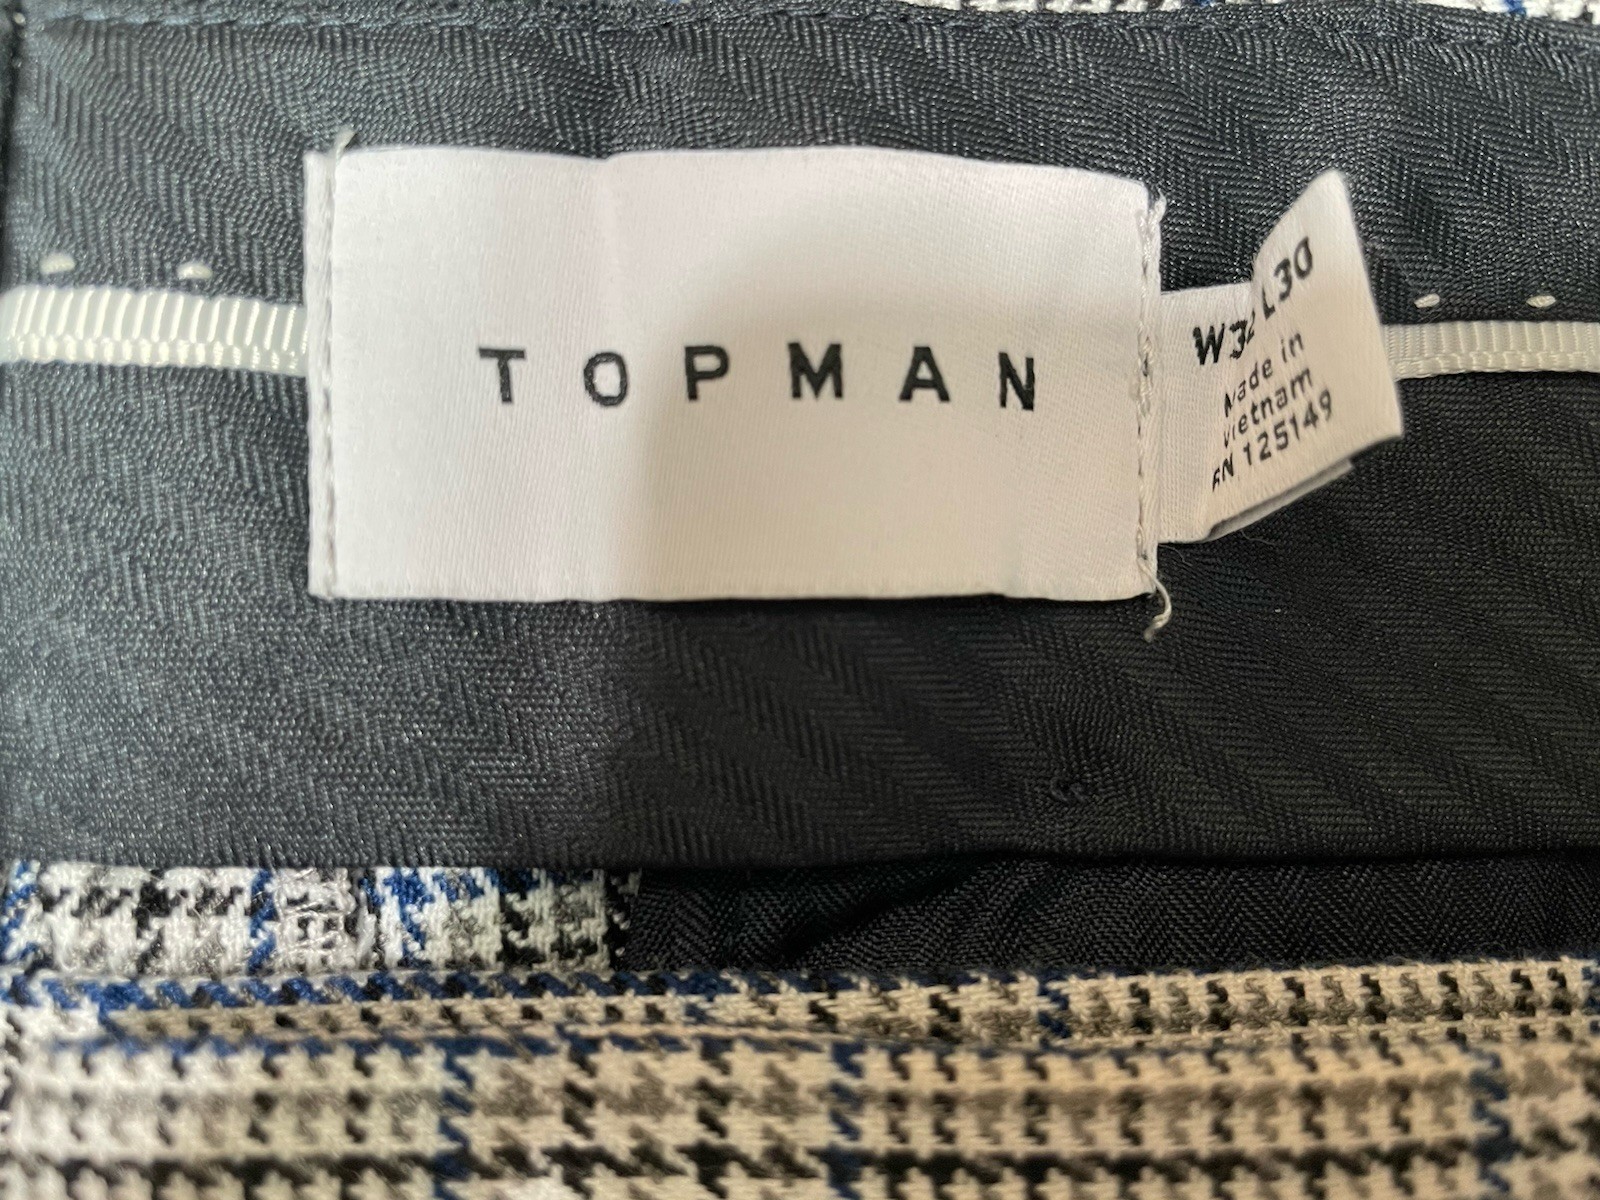 TOPMAN
W32 L30
Made in
Vietnam
RN 125149